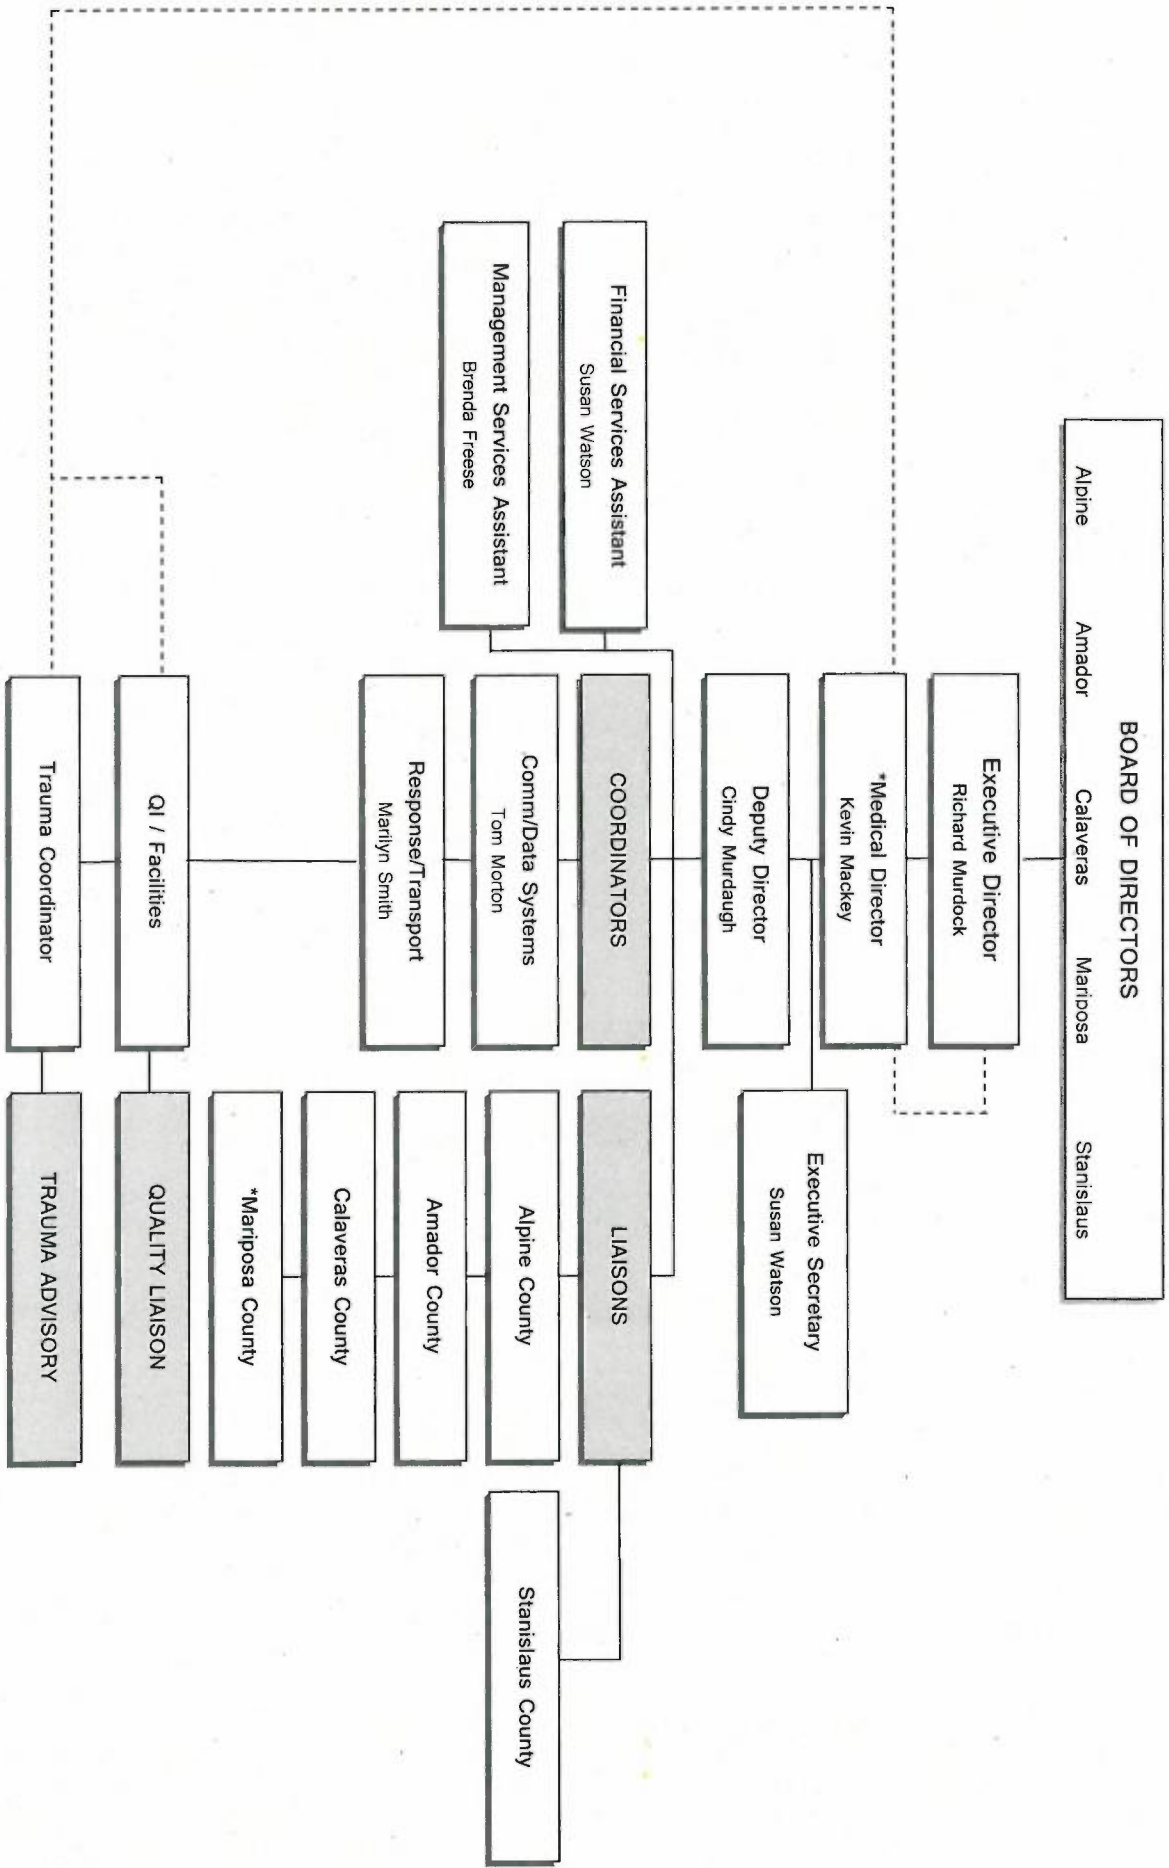 BOARD OF DIRECTORS
Alpine Amador Calaveras Mariposa Stanislaus
Executive Director
Richard Murdock
*Medical Director
Kevin Mackey
Executive Secretary
Susan Watson
Deputy Director
Cindy Murdaugh
Financial Services Assistant
Susan Watson
Management Services Assistant
Brenda Freese
COORDINATORS
Comm/Data Systems
Tom Morton
Response/Transport
Marilyn Smith
QI / Facilities
Trauma Coordinator
LIAISONS
Alpine County
Amador County
Calaveras County
*Mariposa County
QUALITY LIAISON
TRAUMA ADVISORY
Stanislaus County